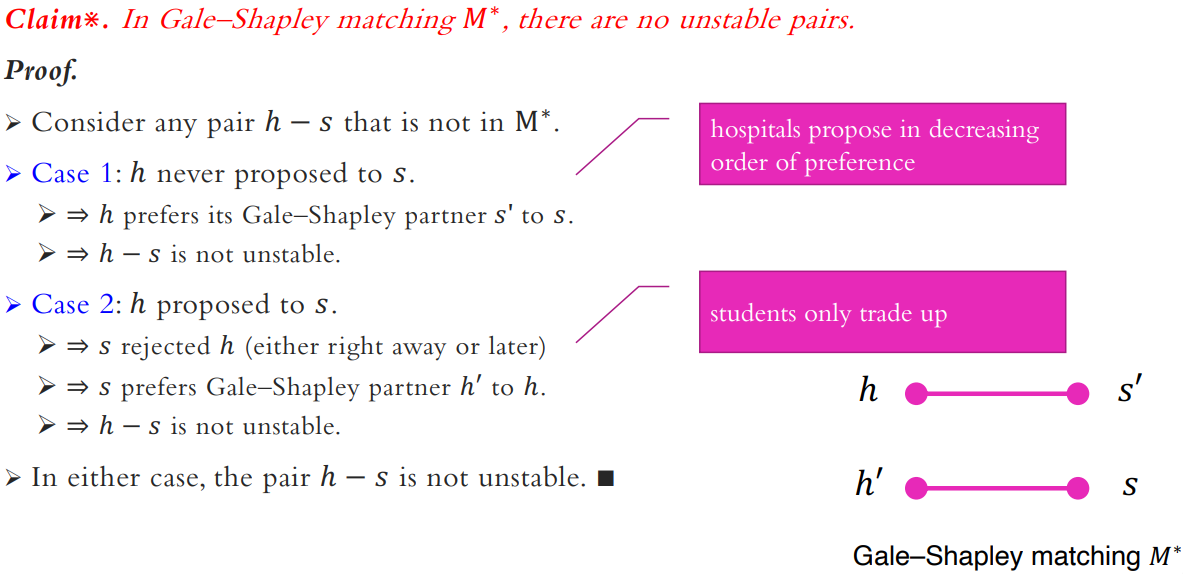 Claim※. In Gale–Shapley matching M*, there are no unstable pairs.
Proof.
➢ Consider any pair h − s that is not in M*.
➢ Case 1: h never proposed to s.
➢ ⇒ h prefers its Gale–Shapley partner s' to s.
➢ ⇒ h − s is not unstable.
➢ Case 2: h proposed to s.
➢ ⇒ s rejected h (either right away or later)
➢ ⇒ s prefers Gale–Shapley partner h′ to h.
➢ ⇒ h − s is not unstable.
➢ In either case, the pair h − s is not unstable. ■
hospitals propose in decreasing
order of preference
students only trade up
h s′
h′ s
Gale–Shapley matching M*